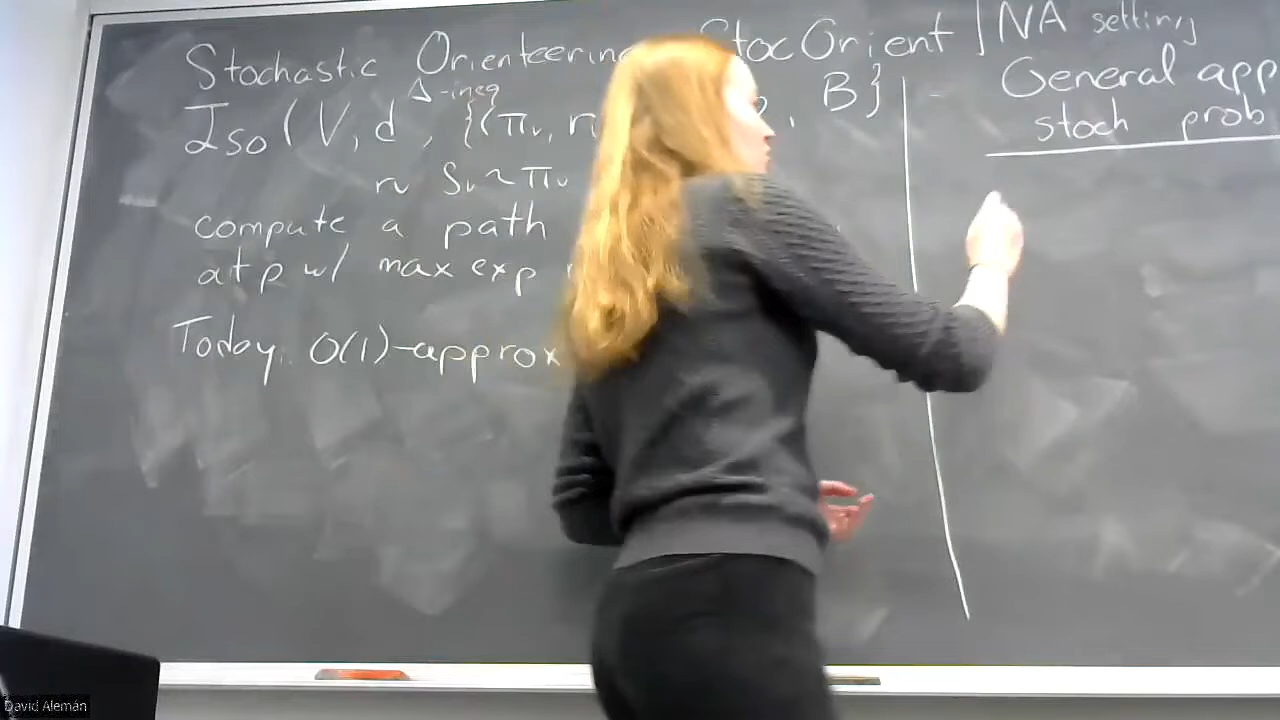 Stochastic Orienteering StocOrient
Δ-ineq
Iso (V, d, {(πᵥ, r , B}
rv Sᵥ ~ πᵥ
compute a path
at ρ w/ max exp
Today: O(1)-approx
NA setting
General app
stoch prob
David Alemán